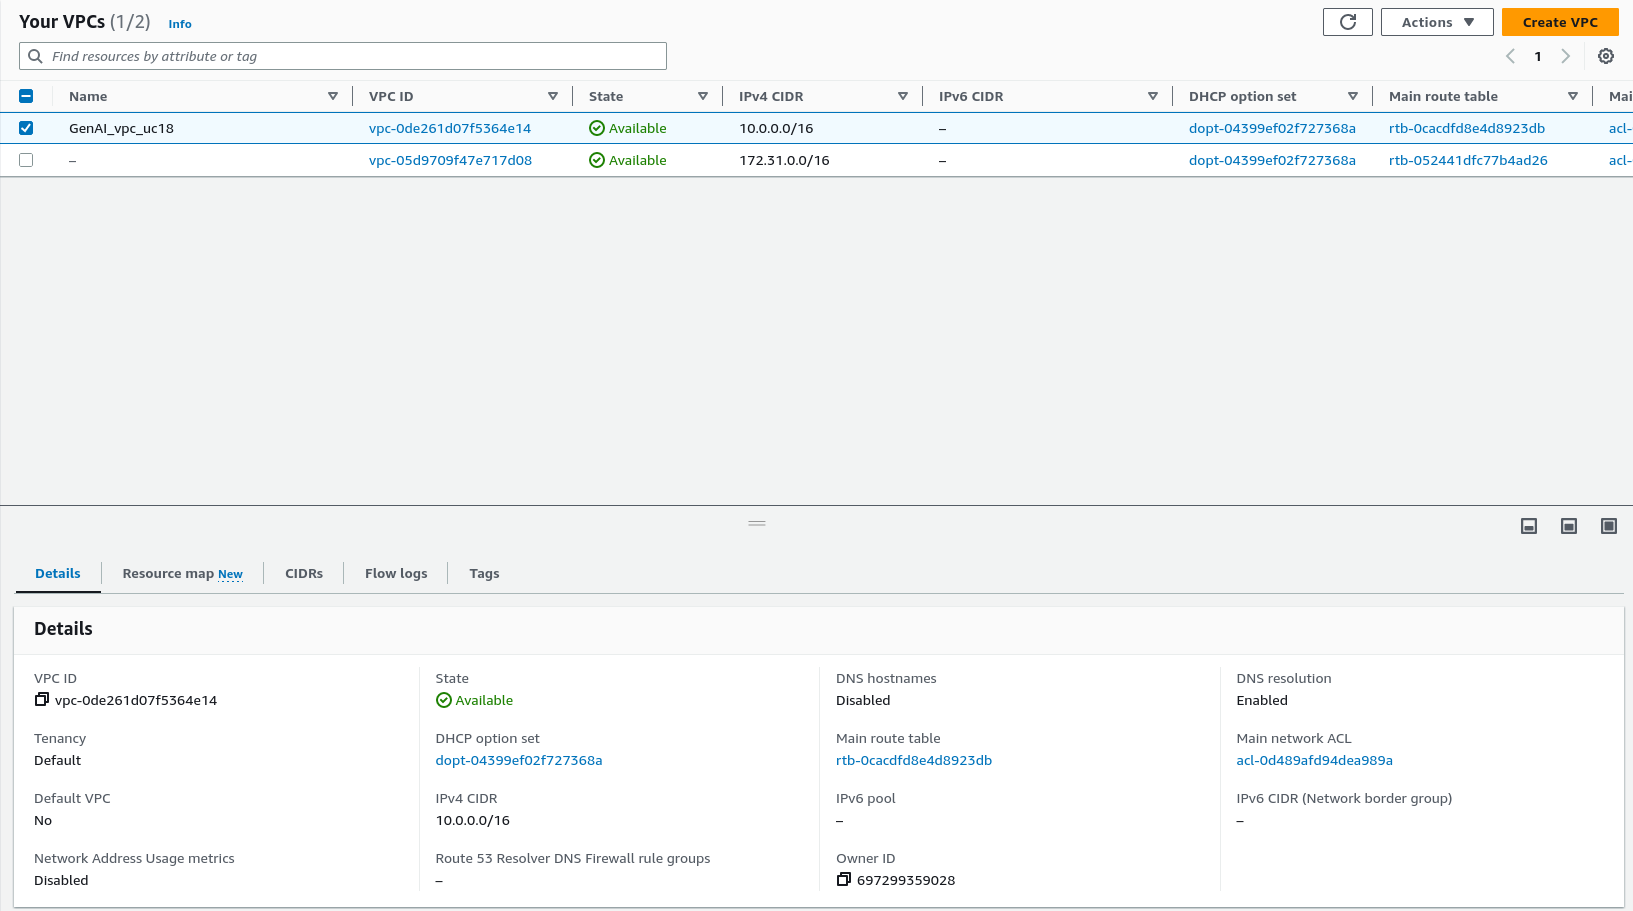 Your VPCs (1/2) Info
Actions
Create VPC
Find resources by attribute or tag
1
Name VPC ID State IPv4 CIDR IPv6 CIDR DHCP option set Main route table Mai
GenAI_vpc_uc18 vpc-0de261d07f5364e14 Available 10.0.0.0/16 – dopt-04399ef02f727368a rtb-0cacdfd8e4d8923db acl-
– vpc-05d9709f47e717d08 Available 172.31.0.0/16 – dopt-04399ef02f727368a rtb-052441dfc77b4ad26 acl-
Details Resource map New CIDRs Flow logs Tags
Details
VPC ID State DNS hostnames DNS resolution
vpc-0de261d07f5364e14 Available Disabled Enabled
Tenancy DHCP option set Main route table Main network ACL
Default dopt-04399ef02f727368a rtb-0cacdfd8e4d8923db acl-0d489afd94dea989a
Default VPC IPv4 CIDR IPv6 pool IPv6 CIDR (Network border group)
No 10.0.0.0/16 – –
Network Address Usage metrics Route 53 Resolver DNS Firewall rule groups Owner ID
Disabled – 697299359028